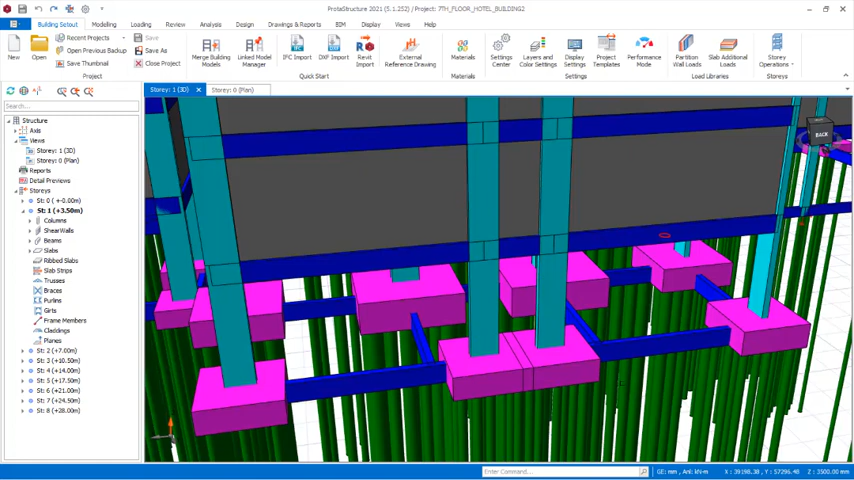 ProtaStructure 2021 (5.1.252) / Project: 7TH_FLOOR_HOTEL_BUILDING2
Building Setout Modeling Loading Review Analysis Design Drawings & Reports BIM Display Views Help
New
Open
Recent Projects
Open Previous Backup
Save Thumbnail
Save
Save As
Close Project
Project
Merge Building Models
Linked Model Manager
IFC Import
DXF Import
Revit Import
Quick Start
External Reference Drawing
Materials
Materials
Settings Center
Layers and Color Settings
Display Settings
Project Templates
Performance Mode
Settings
Partition Wall Loads
Slab Additional Loads
Load Libraries
Storey Operations
Storeys
Storey: 1 (3D)
Storey: 0 (Plan)
Search...
Structure
Axis
Views
Storey: 1 (3D)
Storey: 0 (Plan)
Reports
Detail Previews
Storeys
St: 0 ( +-0.00m)
St: 1 (+3.50m)
Columns
ShearWalls
Beams
Slabs
Ribbed Slabs
Slab Strips
Trusses
Braces
Purlins
Girts
Frame Members
Claddings
Planes
St: 2 (+7.00m)
St: 3 (+10.50m)
St: 4 (+14.00m)
St: 5 (+17.50m)
St: 6 (+21.00m)
St: 7 (+24.50m)
St: 8 (+28.00m)
BACK
Enter Command...
GE: mm , Anl: kN-m
X : 39198.38 , Y : 57296.48
Z : 3500.00 mm